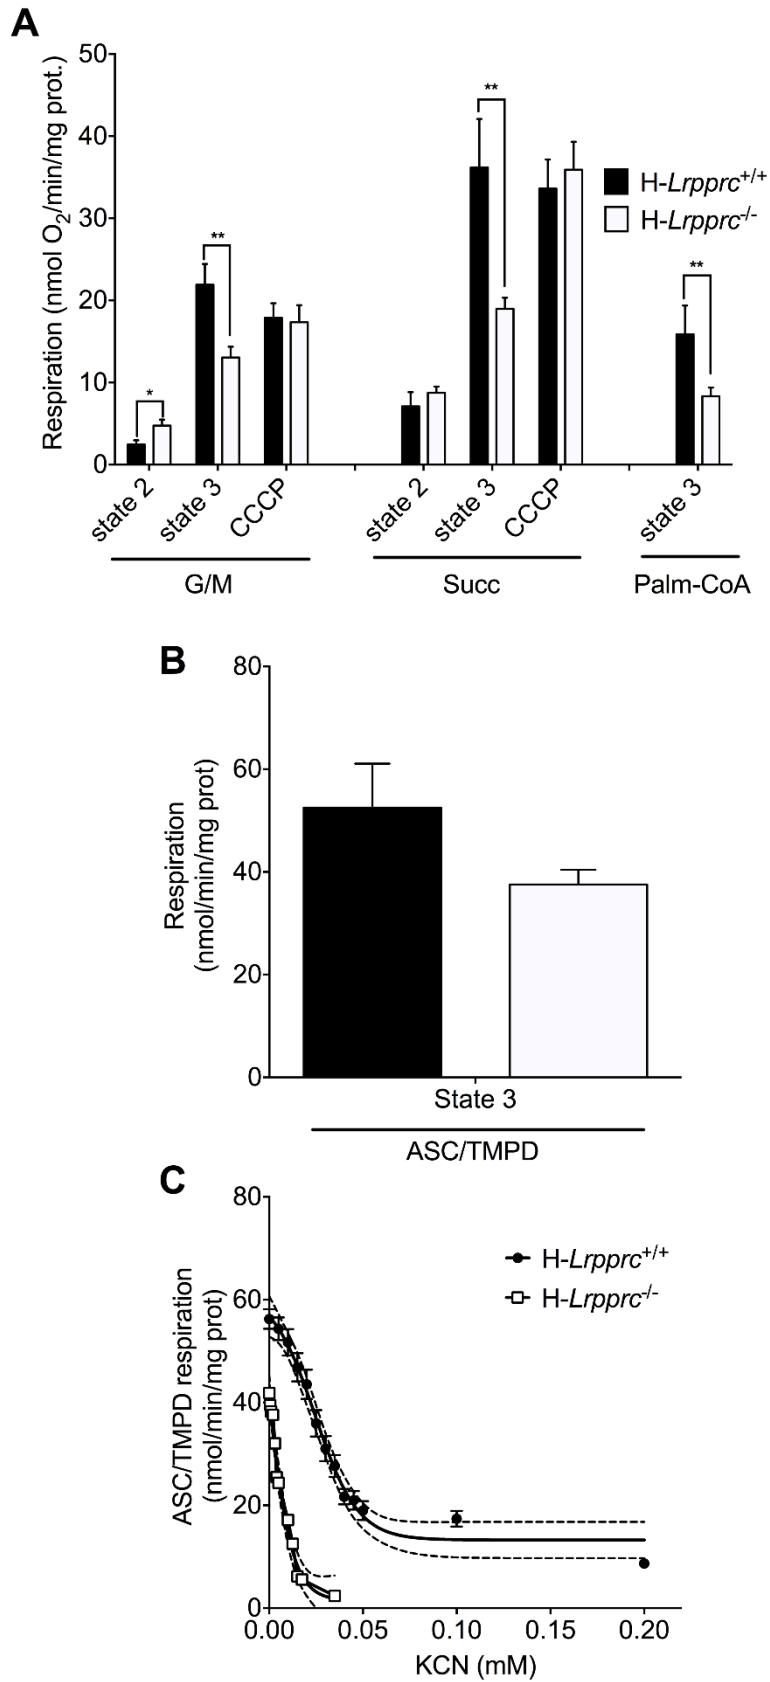 A
Respiration (nmol O₂/min/mg prot.)
50
40
30
20
10
0
**
*
**
**
H-Lrpprc+/+
H-Lrpprc-/-
state 2
state 3
CCCP
state 2
state 3
CCCP
state 3
G/M
Succ
Palm-CoA
B
Respiration
(nmol/min/mg prot)
80
60
40
20
0
State 3
ASC/TMPD
C
ASC/TMPD respiration
(nmol/min/mg prot)
80
60
40
20
0
H-Lrpprc+/+
H-Lrpprc-/-
0.00 0.05 0.10 0.15 0.20
KCN (mM)